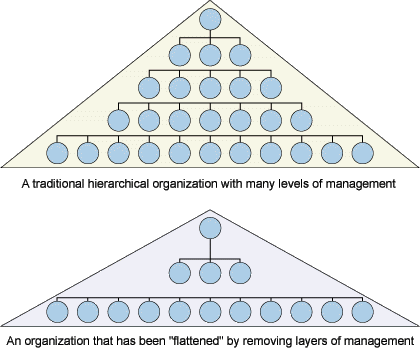 A traditional hierarchical organization with many levels of management
An organization that has been "flattened" by removing layers of management